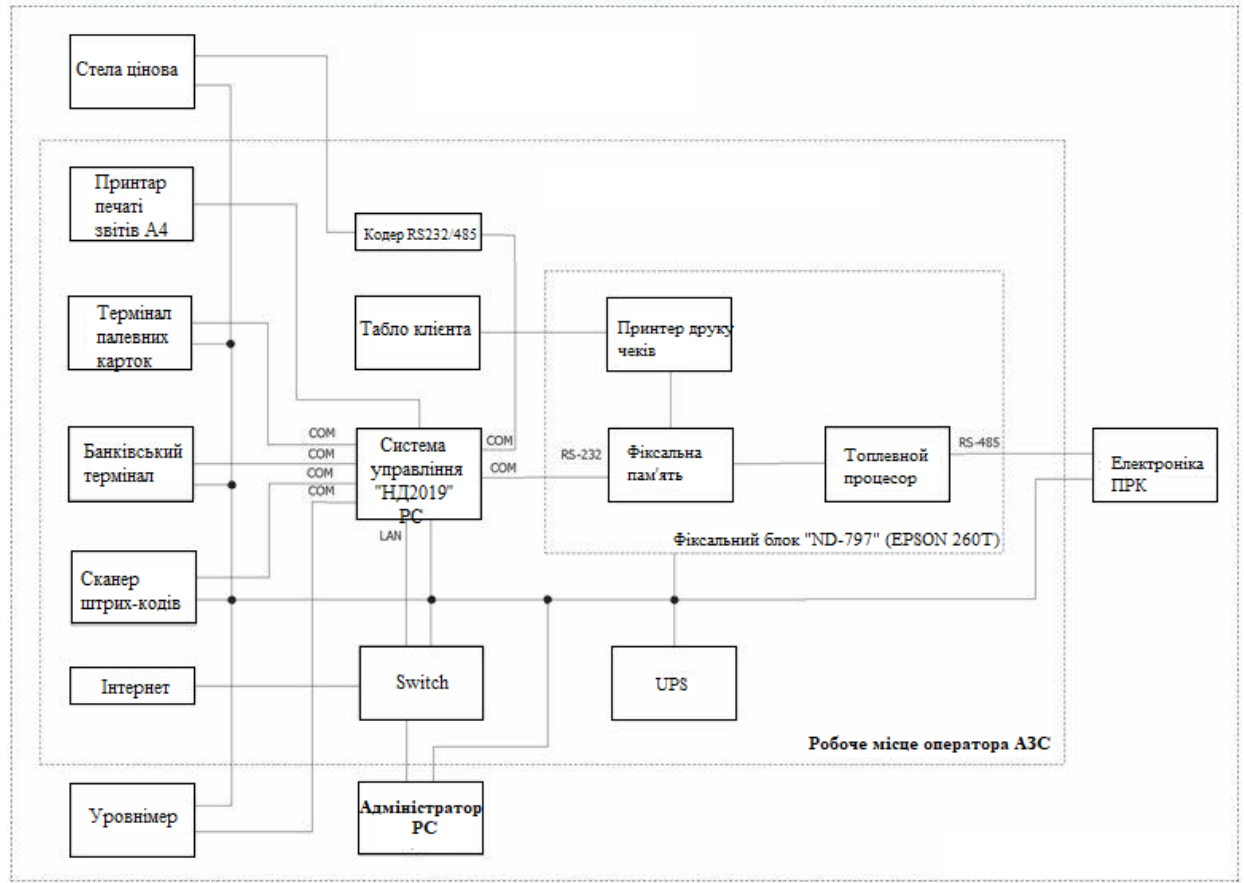 Стела цінова
Принтар
печаті
звітів А4
Кодер RS232/485
Термінал
палевних
карток
Табло клієнта
Принтер друку
чеків
Банківський
термінал
COM
COM
COM
COM
Система
управління
"НД2019"
РС
COM
COM
LAN
RS-232
Фіксальна
пам'ять
Топлевной
процесор
RS-485
Електроніка
ПРК
Фіксальний блок "ND-797" (EPSON 260T)
Сканер
штрих-кодів
Інтернет
Switch
UPS
Робоче місце оператора АЗС
Уровнімер
Адміністратор
РС